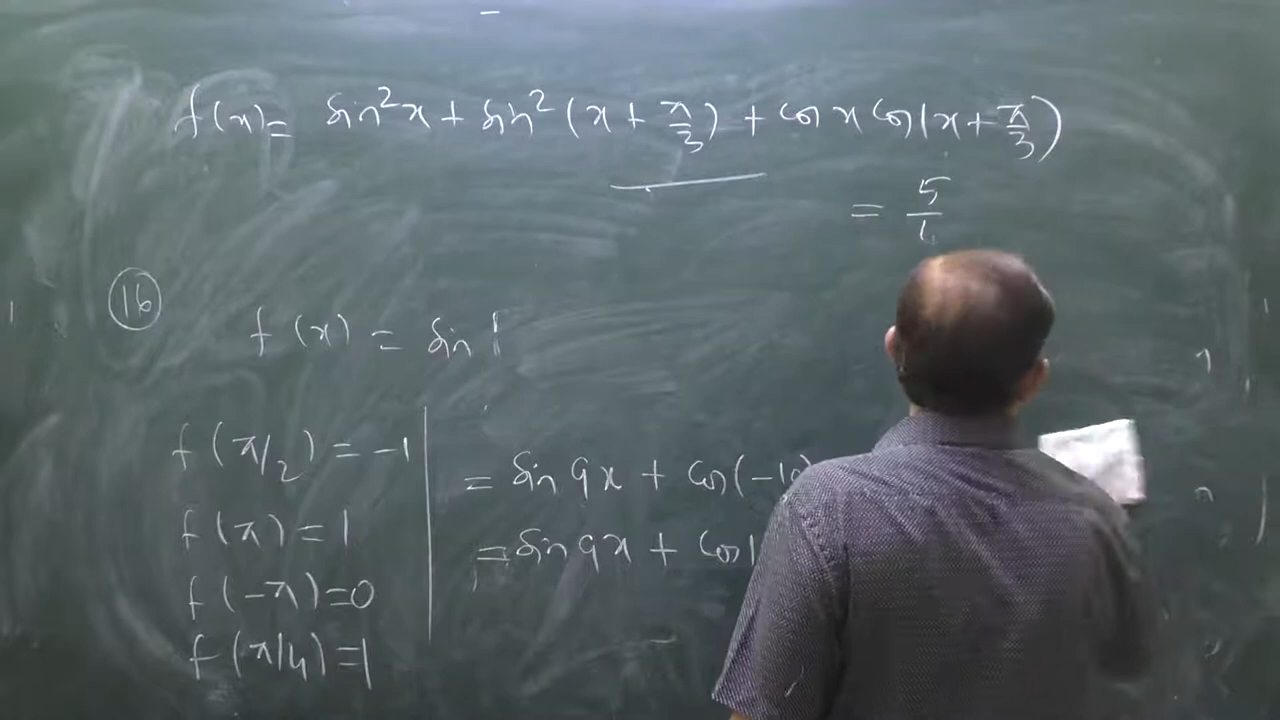 f(x) = sin²x + sin²(x + π/3) + cos x cos(x + π/3)
= 5/4
16
f(x) = sin [
f(π/2) = -1
f(π) = 1
f(-π) = 0
f(π/4) = 1
= sin 9x + cos(-10
= sin 9x + cos 1